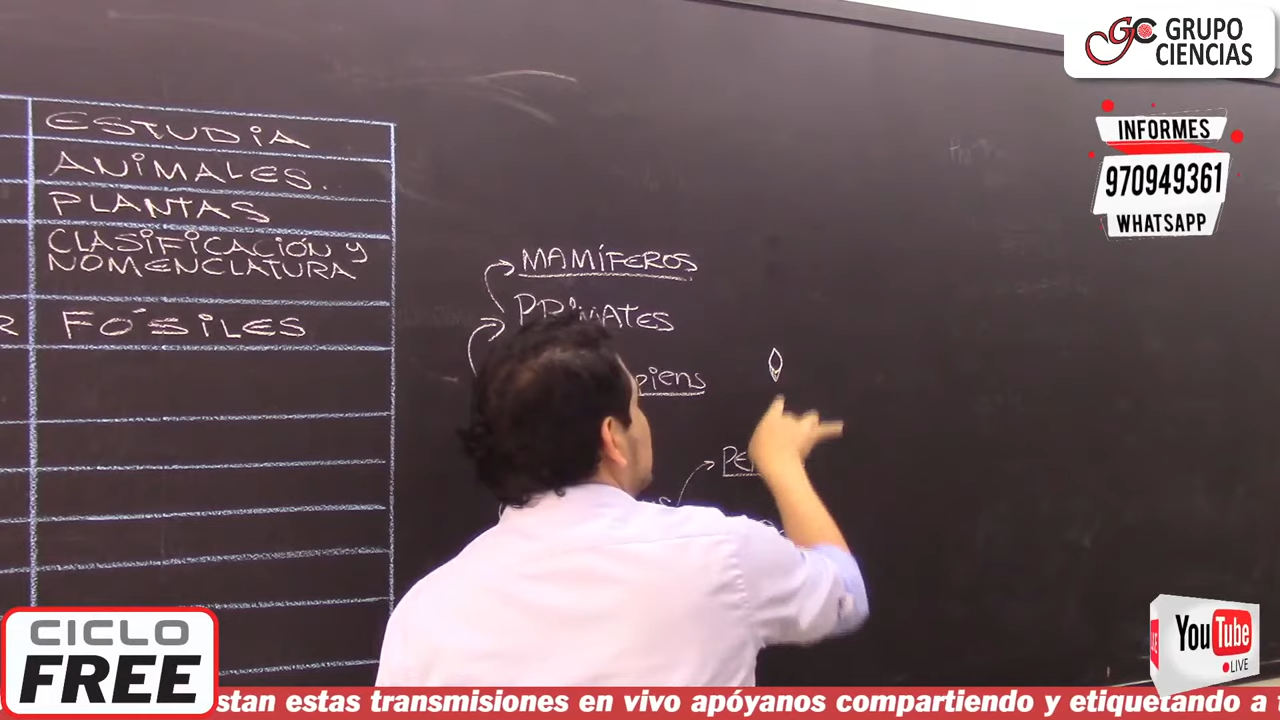 GRUPO
CIENCIAS
INFORMES
970949361
WHATSAPP
ESTUDIA
ANIMALES.
PLANTAS
CLASIFICACIÓN Y
NOMENCLATURA
R FÓSILES
MAMÍFEROS
PRIMATES
piens
PE
CICLO
FREE
YouTube
LIVE
stan estas transmisiones en vivo apóyanos compartiendo y etiquetando a